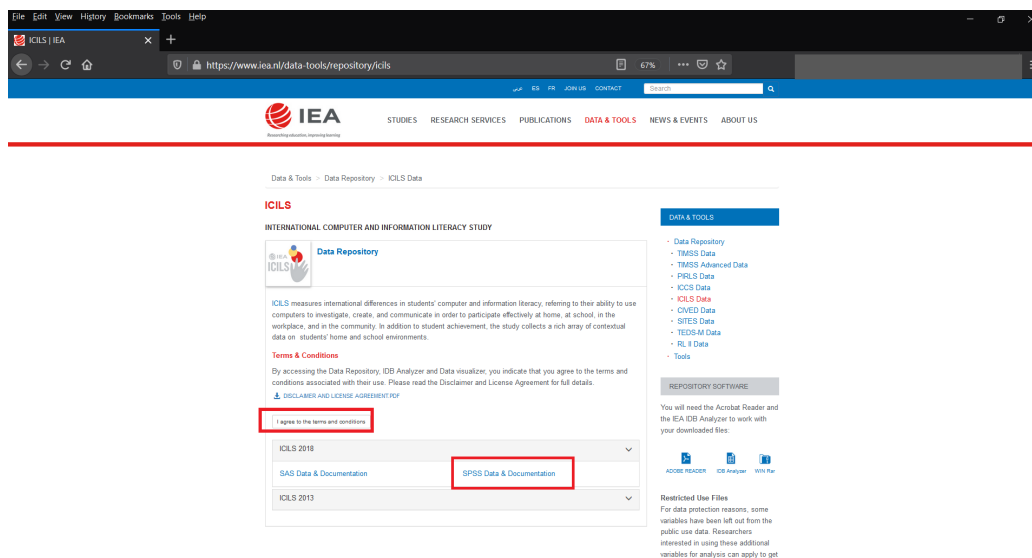 File Edit View History Bookmarks Tools Help
ICILS | IEA
https://www.iea.nl/data-tools/repository/icils
67%
عربي ES FR JOIN US CONTACT Search
IEA
Researching education, improving learning
STUDIES RESEARCH SERVICES PUBLICATIONS DATA & TOOLS NEWS & EVENTS ABOUT US
Data & Tools > Data Repository > ICILS Data
ICILS
INTERNATIONAL COMPUTER AND INFORMATION LITERACY STUDY
IEA
ICILS
Data Repository
ICILS measures international differences in students' computer and information literacy, referring to their ability to use
computers to investigate, create, and communicate in order to participate effectively at home, at school, in the
workplace, and in the community. In addition to student achievement, the study collects a rich array of contextual
data on students' home and school environments.
Terms & Conditions
By accessing the Data Repository, IDB Analyzer and Data visualizer, you indicate that you agree to the terms and
conditions associated with their use. Please read the Disclaimer and License Agreement for full details.
DISCLAIMER AND LICENSE AGREEMENT.PDF
I agree to the terms and conditions
ICILS 2018
SAS Data & Documentation
SPSS Data & Documentation
ICILS 2013
DATA & TOOLS
Data Repository
TIMSS Data
TIMSS Advanced Data
PIRLS Data
ICCS Data
ICILS Data
CIVED Data
SITES Data
TEDS-M Data
RL II Data
Tools
REPOSITORY SOFTWARE
You will need the Acrobat Reader and
the IEA IDB Analyzer to work with
your downloaded files:
ADOBE READER IDB Analyzer WIN Rar
Restricted Use Files
For data protection reasons, some
variables have been left out from the
public use data. Researchers
interested in using these additional
variables for analysis can apply to get